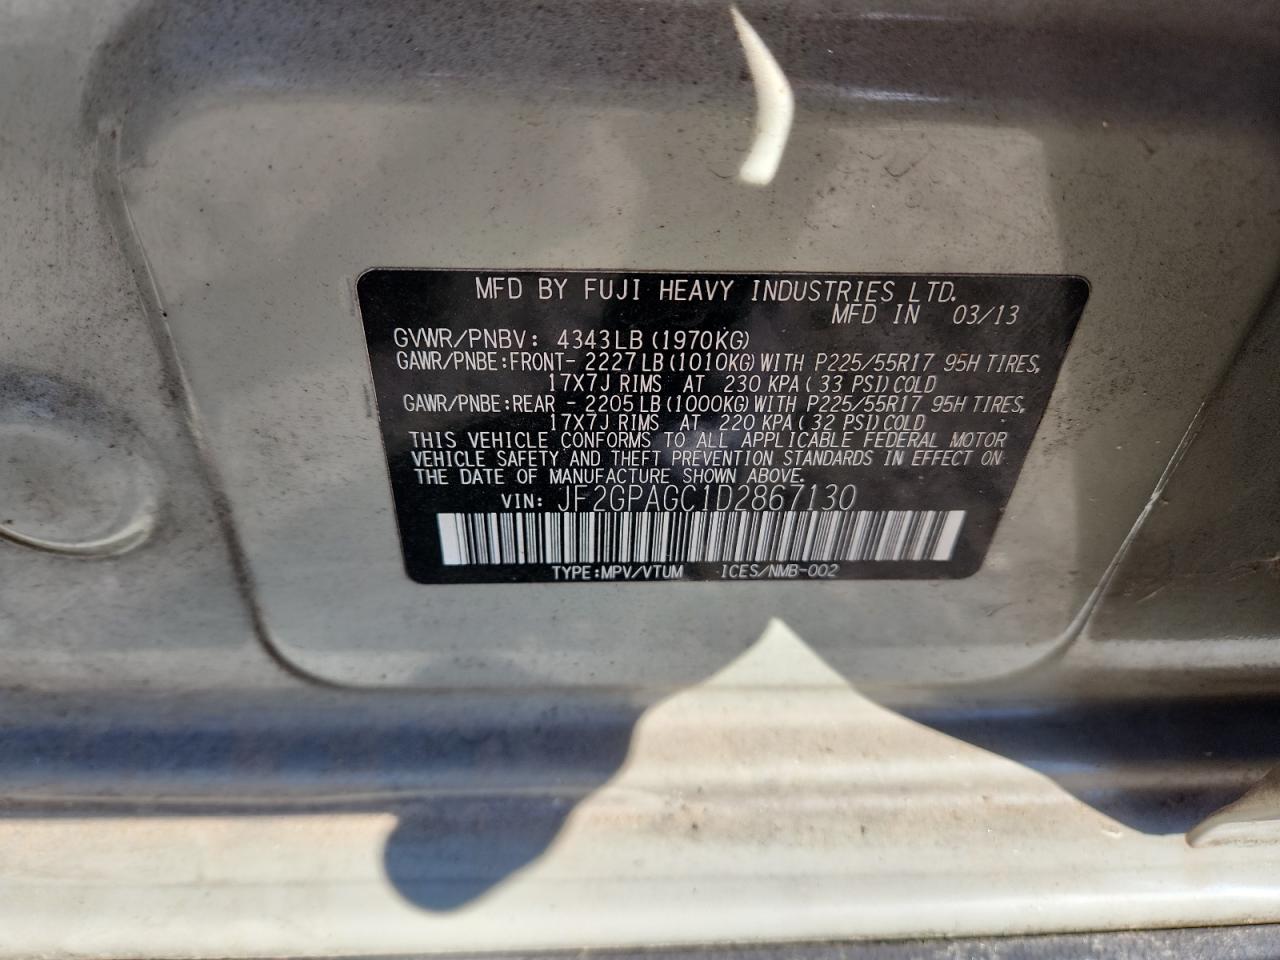 MFD BY FUJI HEAVY INDUSTRIES LTD.
MFD IN 03/13
GVWR/PNBV: 4343LB (1970KG)
GAWR/PNBE:FRONT- 2227LB(1010KG)WITH P225/55R17 95H TIRES,
17X7J RIMS AT 230 KPA(33 PSI)COLD
GAWR/PNBE:REAR - 2205LB(1000KG)WITH P225/55R17 95H TIRES,
17X7J RIMS AT 220 KPA(32 PSI)COLD
THIS VEHICLE CONFORMS TO ALL APPLICABLE FEDERAL MOTOR
VEHICLE SAFETY AND THEFT PREVENTION STANDARDS IN EFFECT ON
THE DATE OF MANUFACTURE SHOWN ABOVE.
VIN: JF2GPAGC1D2867130
TYPE:MPV/VTUM ICES/NMB-002